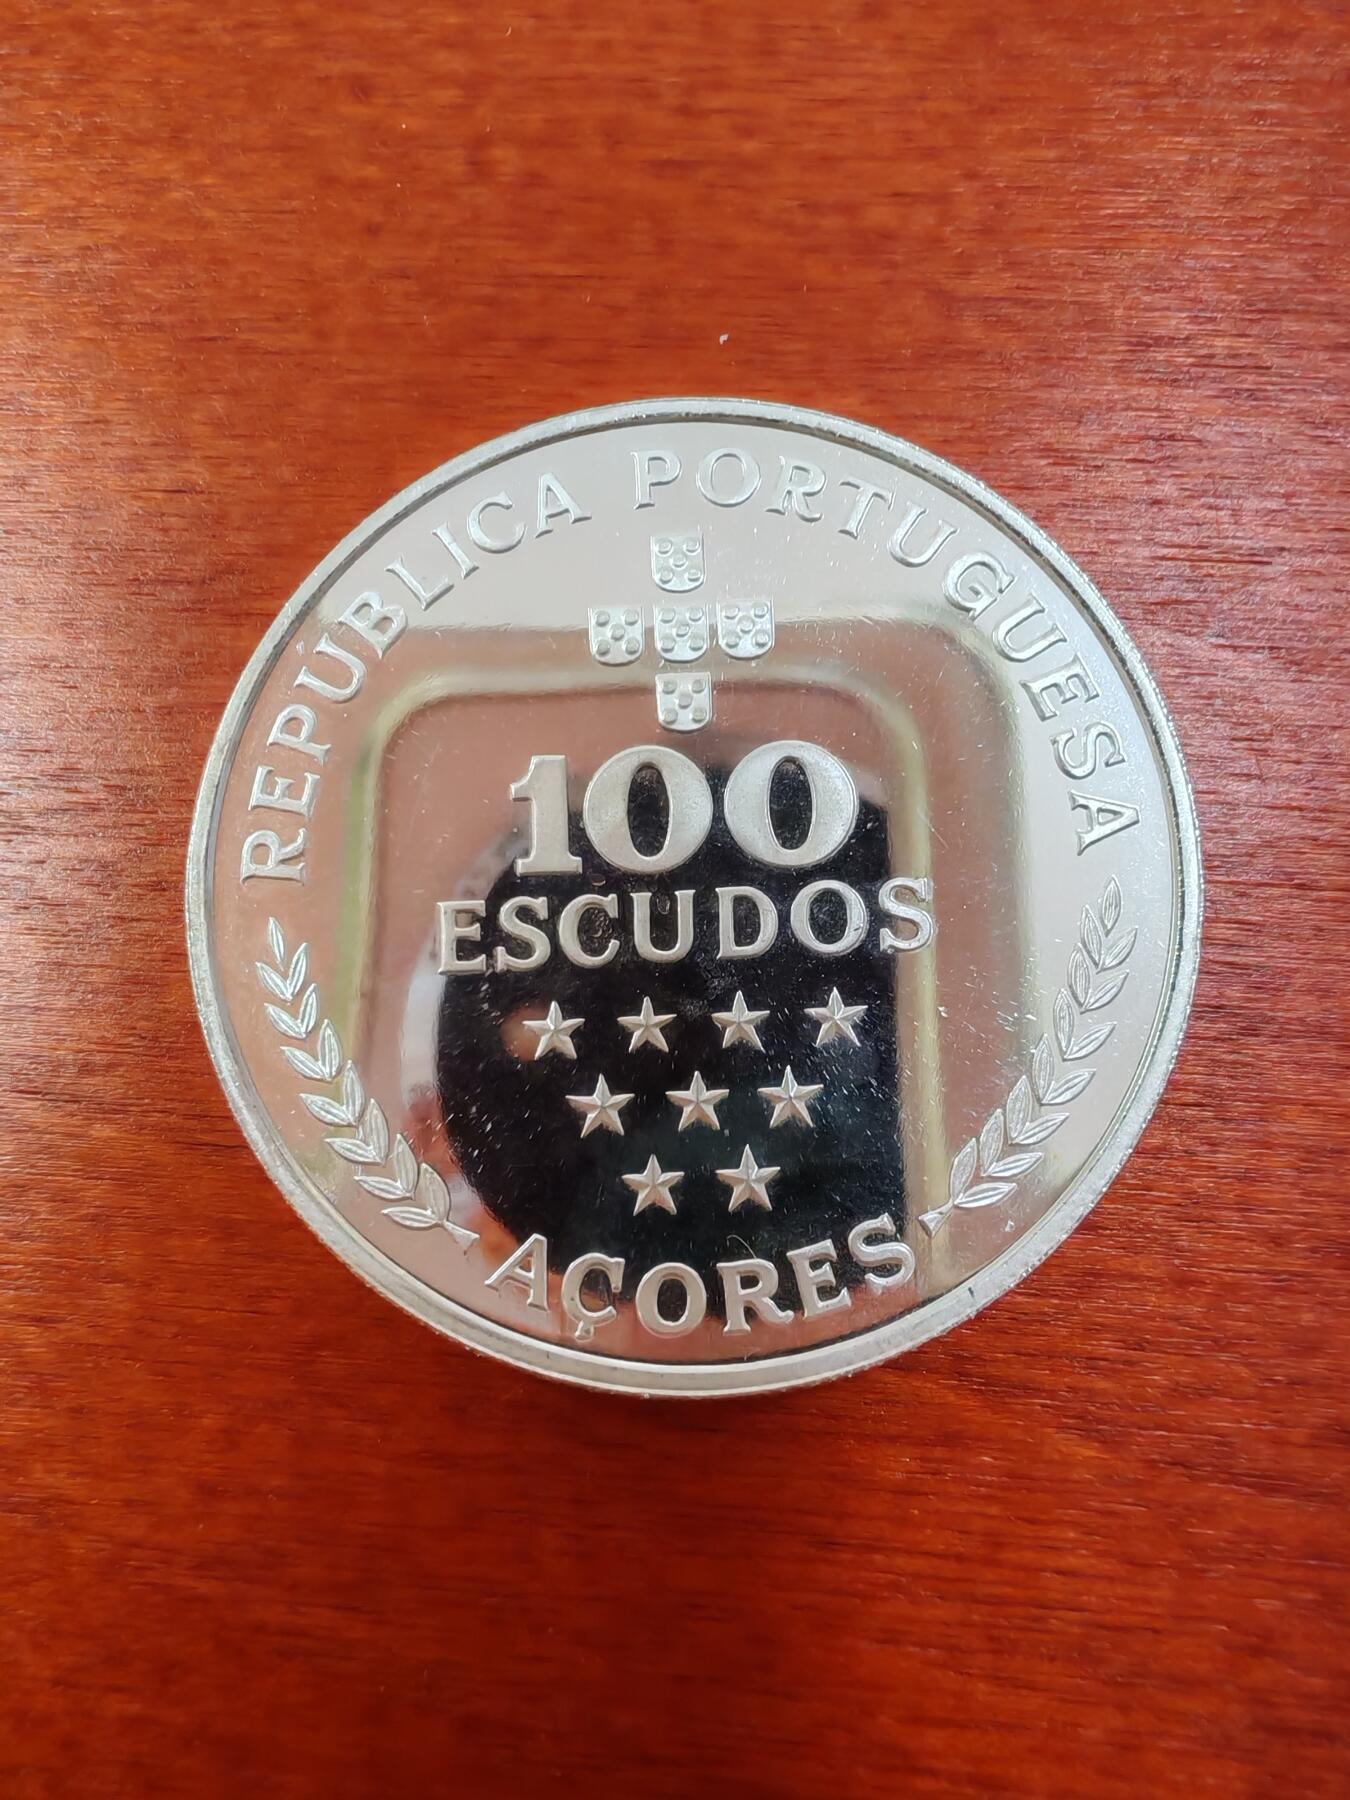 REPÚBLICA PORTUGUESA
100
ESCUDOS
AÇORES